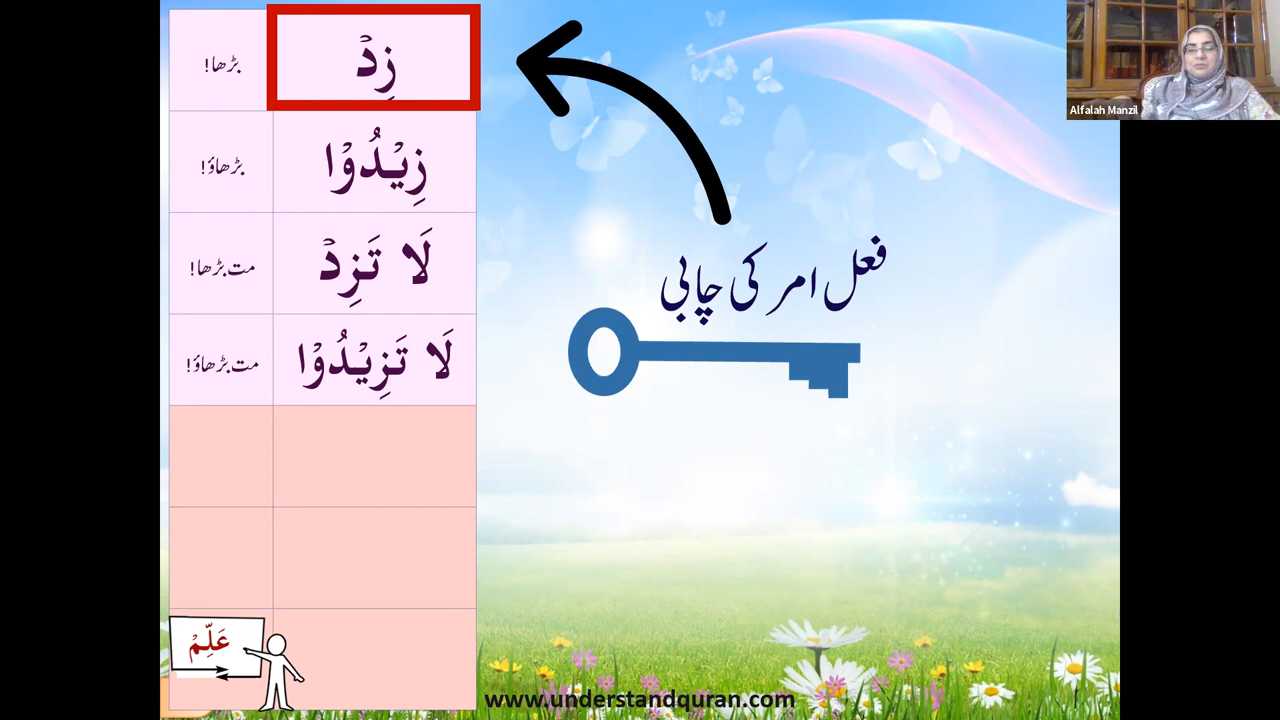 زِدۡ
بڑھا!
زِيۡدُوۡا
بڑھاؤ!
لَا تَزِدۡ
مت بڑھا!
لَا تَزِيۡدُوۡا
مت بڑھاؤ!
فعل امر کی چابی
عَلِّمۡ
www.understandquran.com
Alfalah Manzil